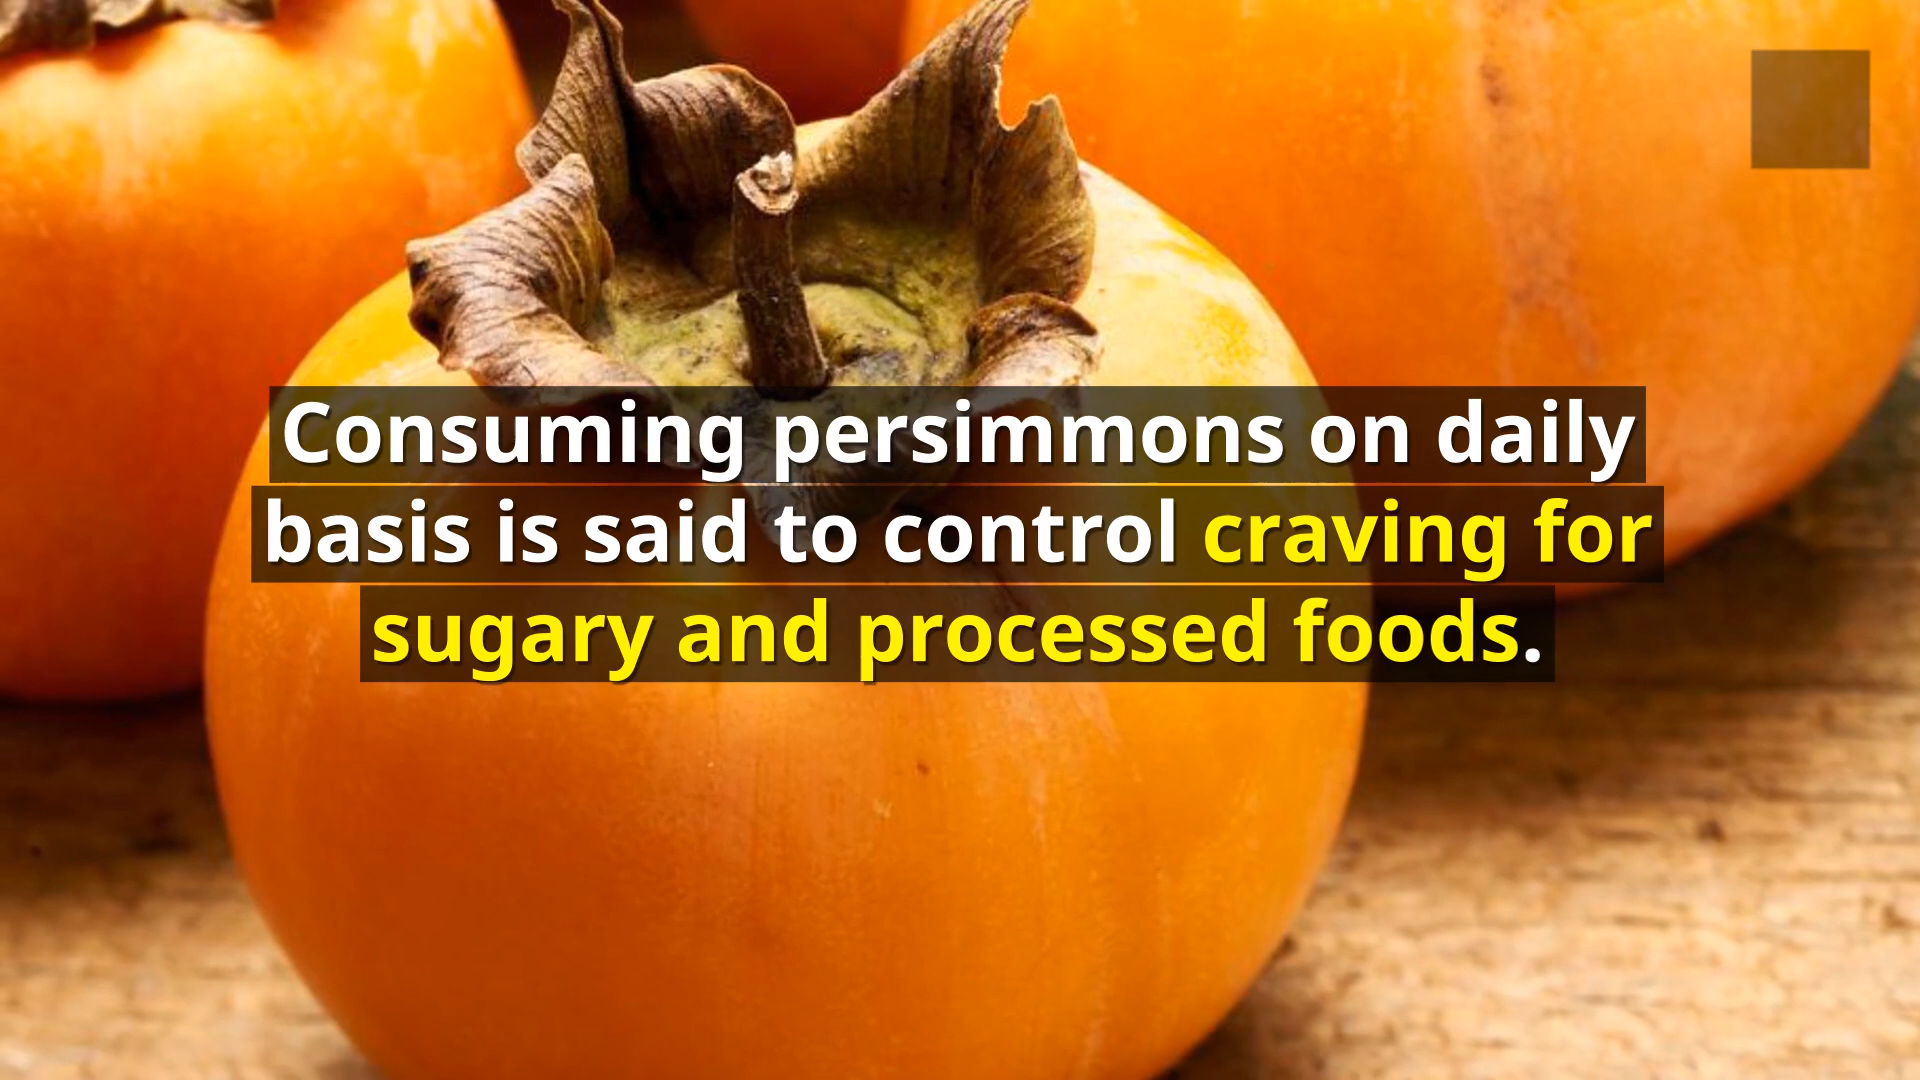 Consuming persimmons on daily
basis is said to control craving for
sugary and processed foods.